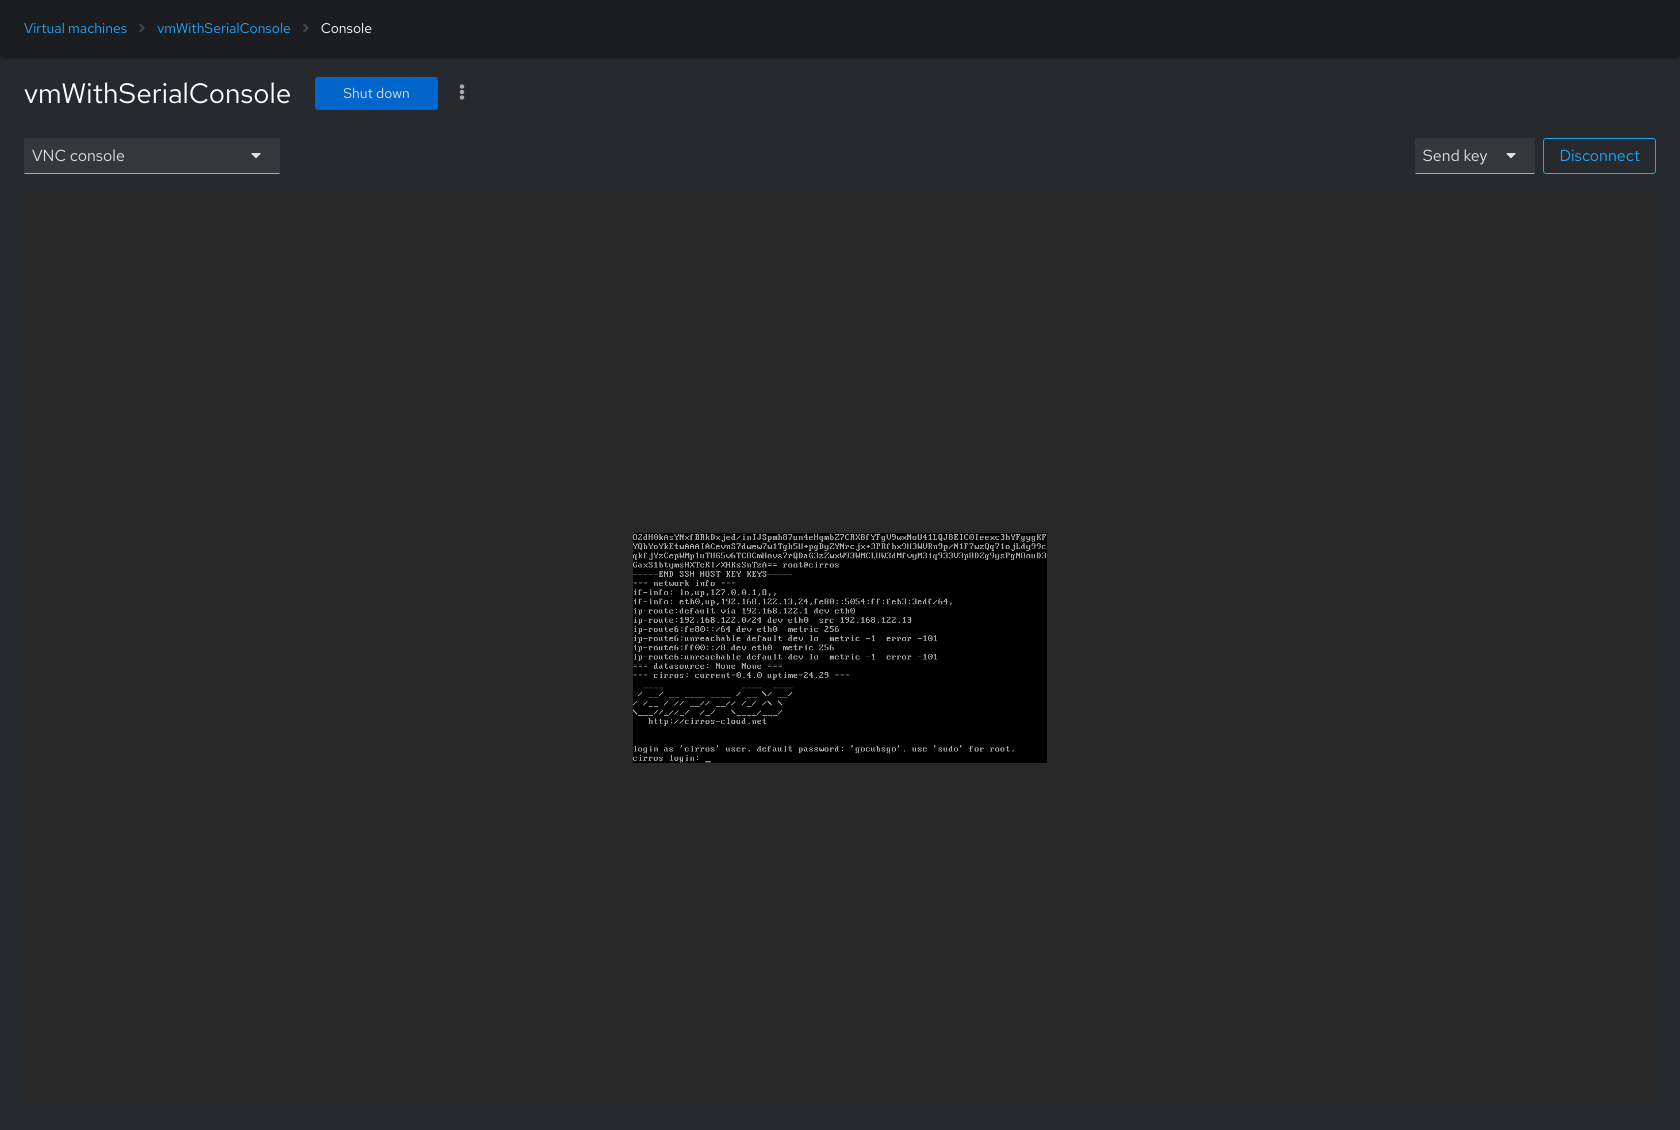 Virtual machines
vmWithSerialConsole
Console
vmWithSerialConsole
Shut down
VNC console
Send key
Disconnect
GaxS1btymsHXTcKI/XHKsSnTzA== root@cirros
-----END SSH HOST KEY KEYS-----
--- network info ---
if-info: lo,up,127.0.0.1,8,,
if-info: eth0,up,192.168.122.13,24,fe80::5054:ff:feb3:3edf/64,
ip-route:default via 192.168.122.1 dev eth0
ip-route:192.168.122.0/24 dev eth0  src 192.168.122.13
ip-route6:fe80::/64 dev eth0  metric 256
ip-route6:unreachable default dev lo  metric -1  error -101
ip-route6:ff00::/8 dev eth0  metric 256
ip-route6:unreachable default dev lo  metric -1  error -101
=== datasource: None None ===
--- cirros: current-0.4.0 uptime-24.29 ---
http://cirros-cloud.net
login as 'cirros' user. default password: 'gocubsgo'. use 'sudo' for root.
cirros login: _